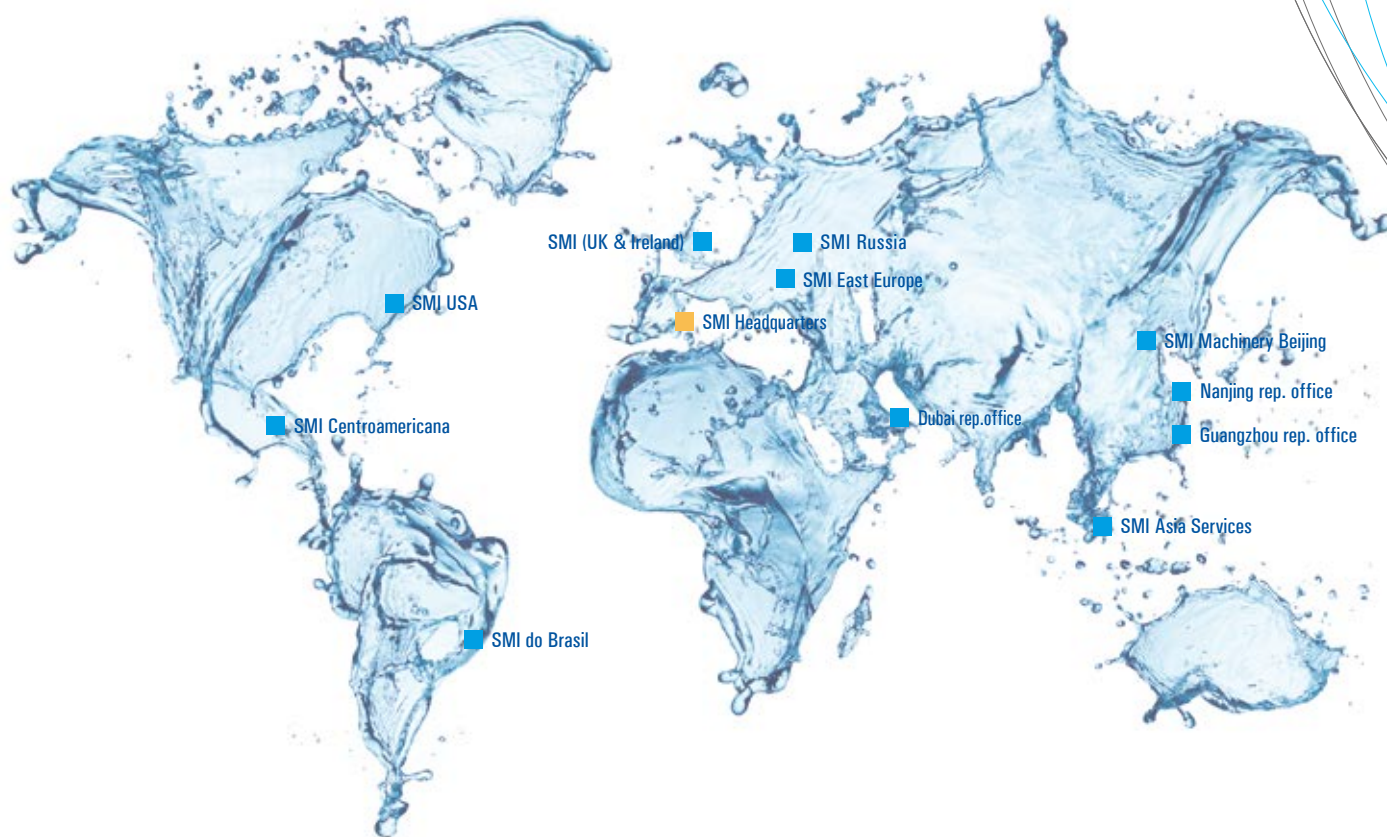 SMI (UK & Ireland)
SMI Russia
SMI East Europe
SMI USA
SMI Headquarters
SMI Machinery Beijing
Nanjing rep. office
Dubai rep.office
SMI Centroamericana
Guangzhou rep. office
SMI Asia Services
SMI do Brasil